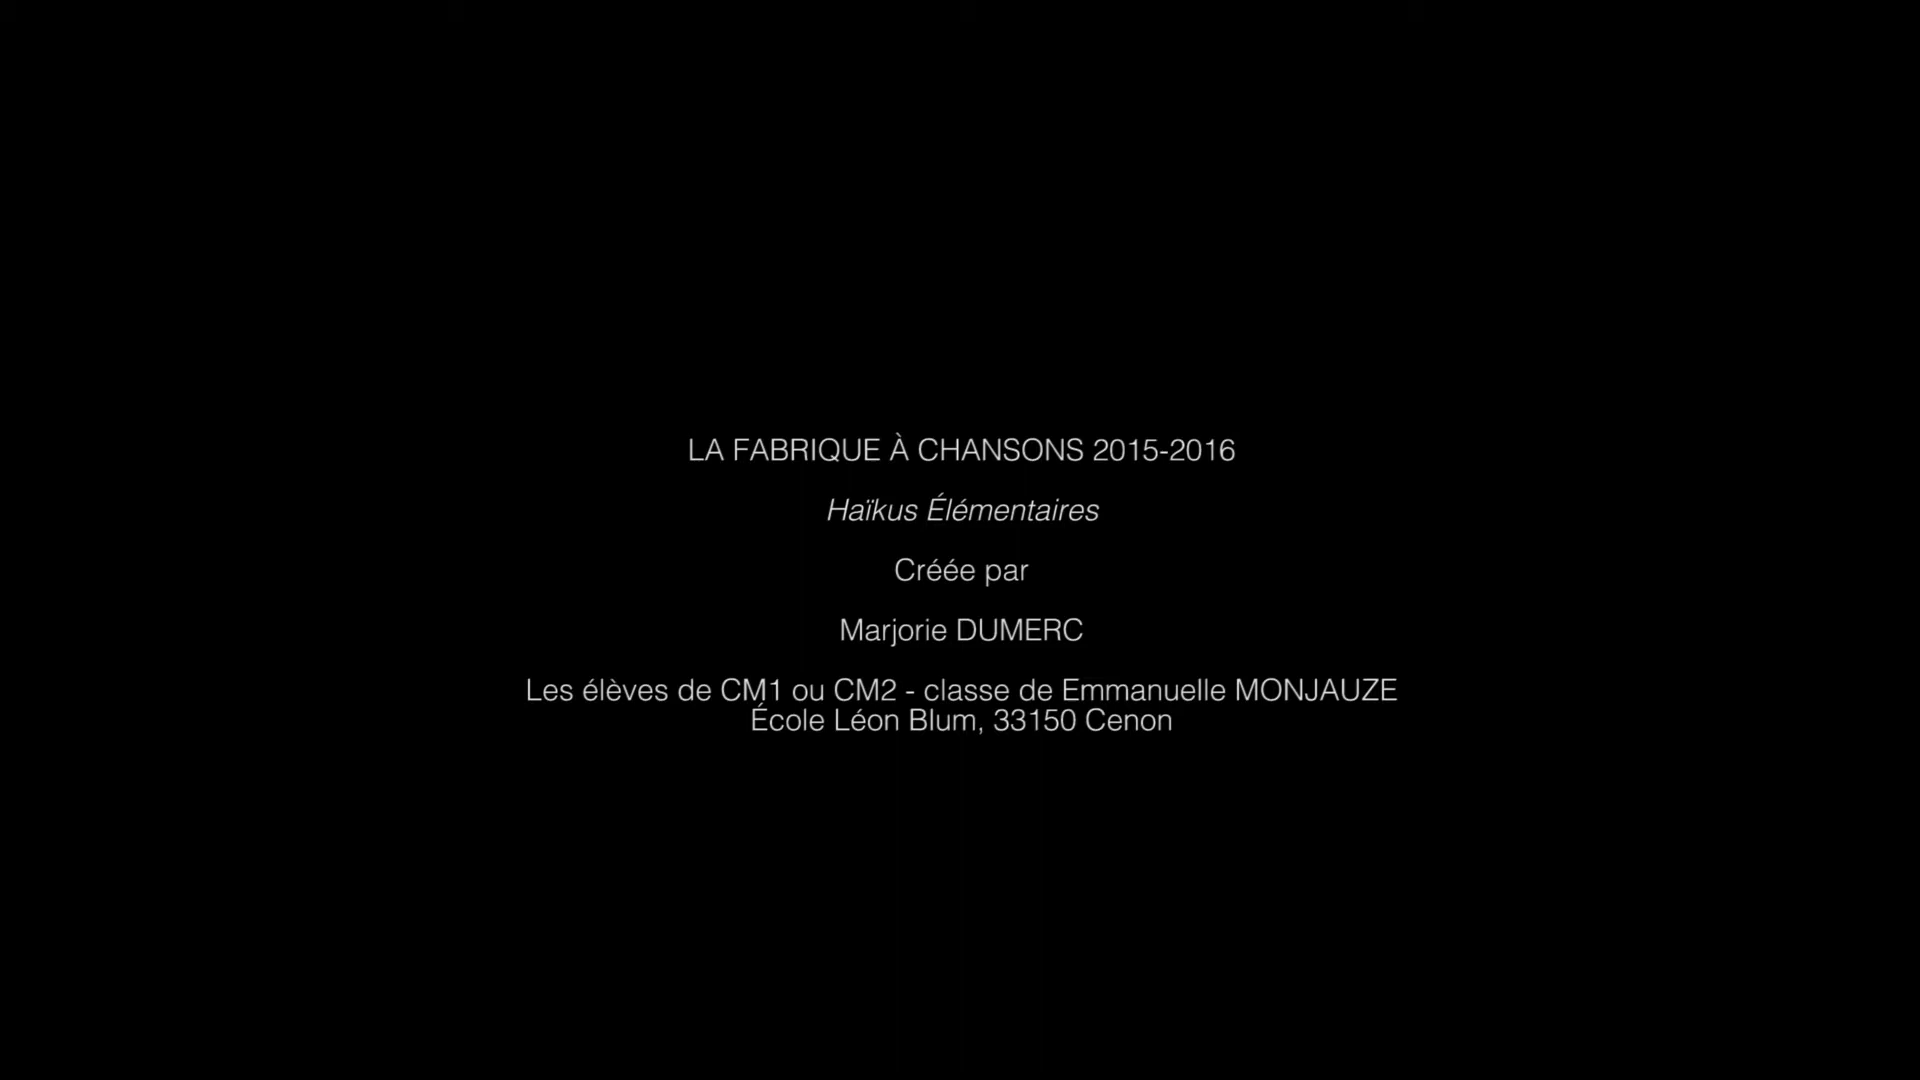 LA FABRIQUE À CHANSONS 2015-2016
Haïkus Élémentaires
Créée par
Marjorie DUMERC
Les élèves de CM1 ou CM2 - classe de Emmanuelle MONJAUZE
École Léon Blum, 33150 Cenon